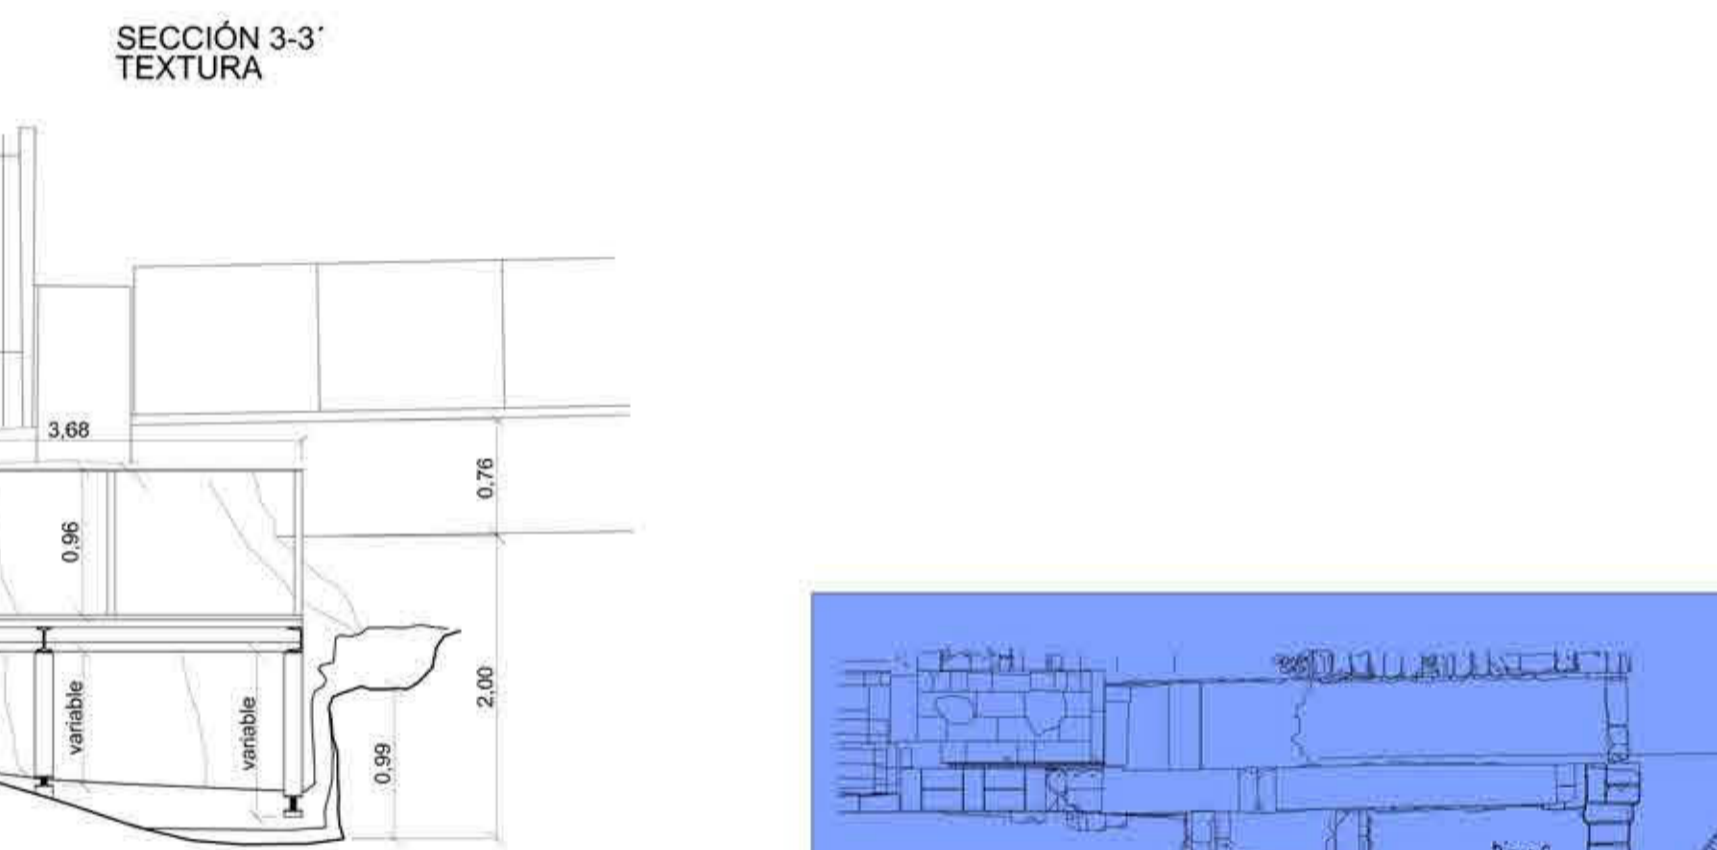 SECCIÓN 3-3´
TEXTURA
3,68
0,76
0,96
2,00
variable
variable
0,99